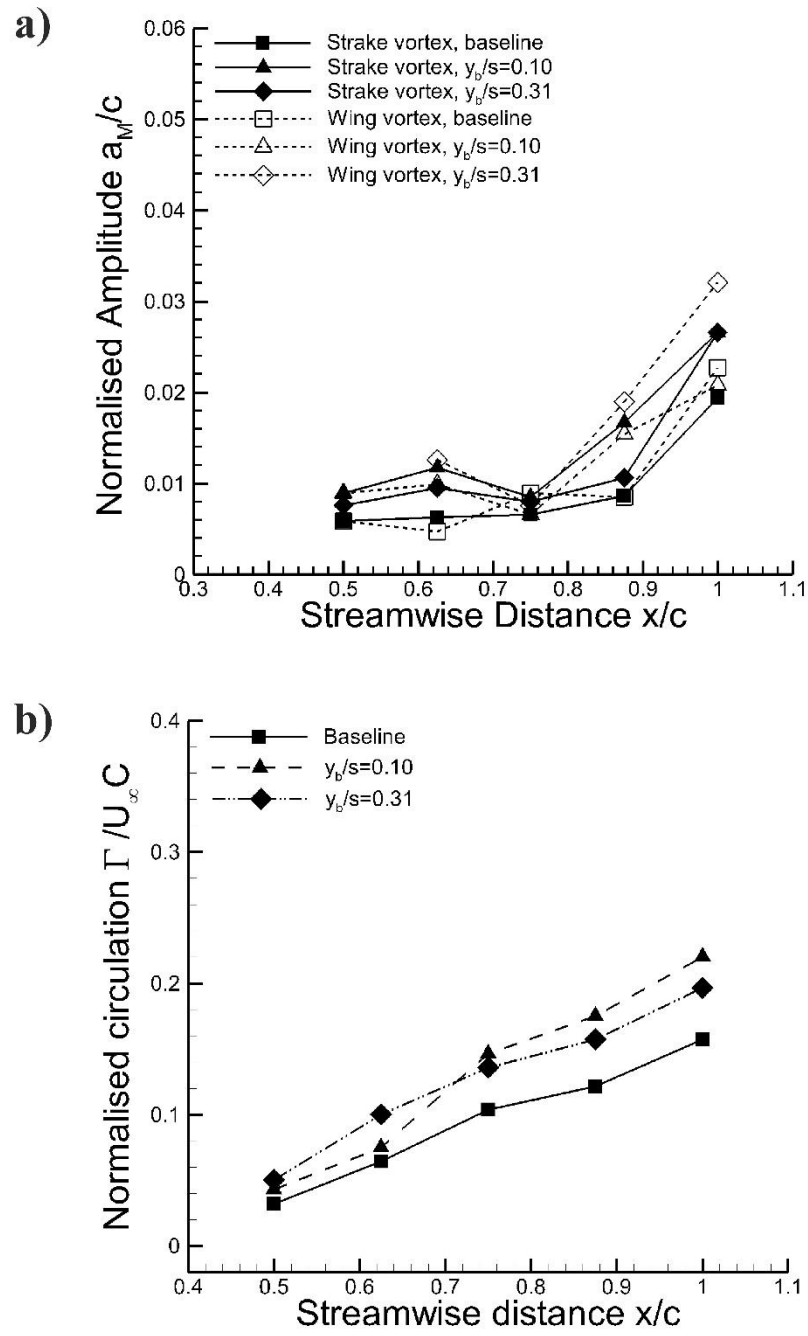 a)
0.06
0.05
0.04
0.03
0.02
0.01
0
Normalised Amplitude a_M/c
Strake vortex, baseline
Strake vortex, y_b/s=0.10
Strake vortex, y_b/s=0.31
Wing vortex, baseline
Wing vortex, y_b/s=0.10
Wing vortex, y_b/s=0.31
0.3 0.4 0.5 0.6 0.7 0.8 0.9 1 1.1
Streamwise Distance x/c
b)
0.4
0.3
0.2
0.1
0
Normalised circulation Γ /U_∞C
Baseline
y_b/s=0.10
y_b/s=0.31
0.4 0.5 0.6 0.7 0.8 0.9 1 1.1
Streamwise distance x/c